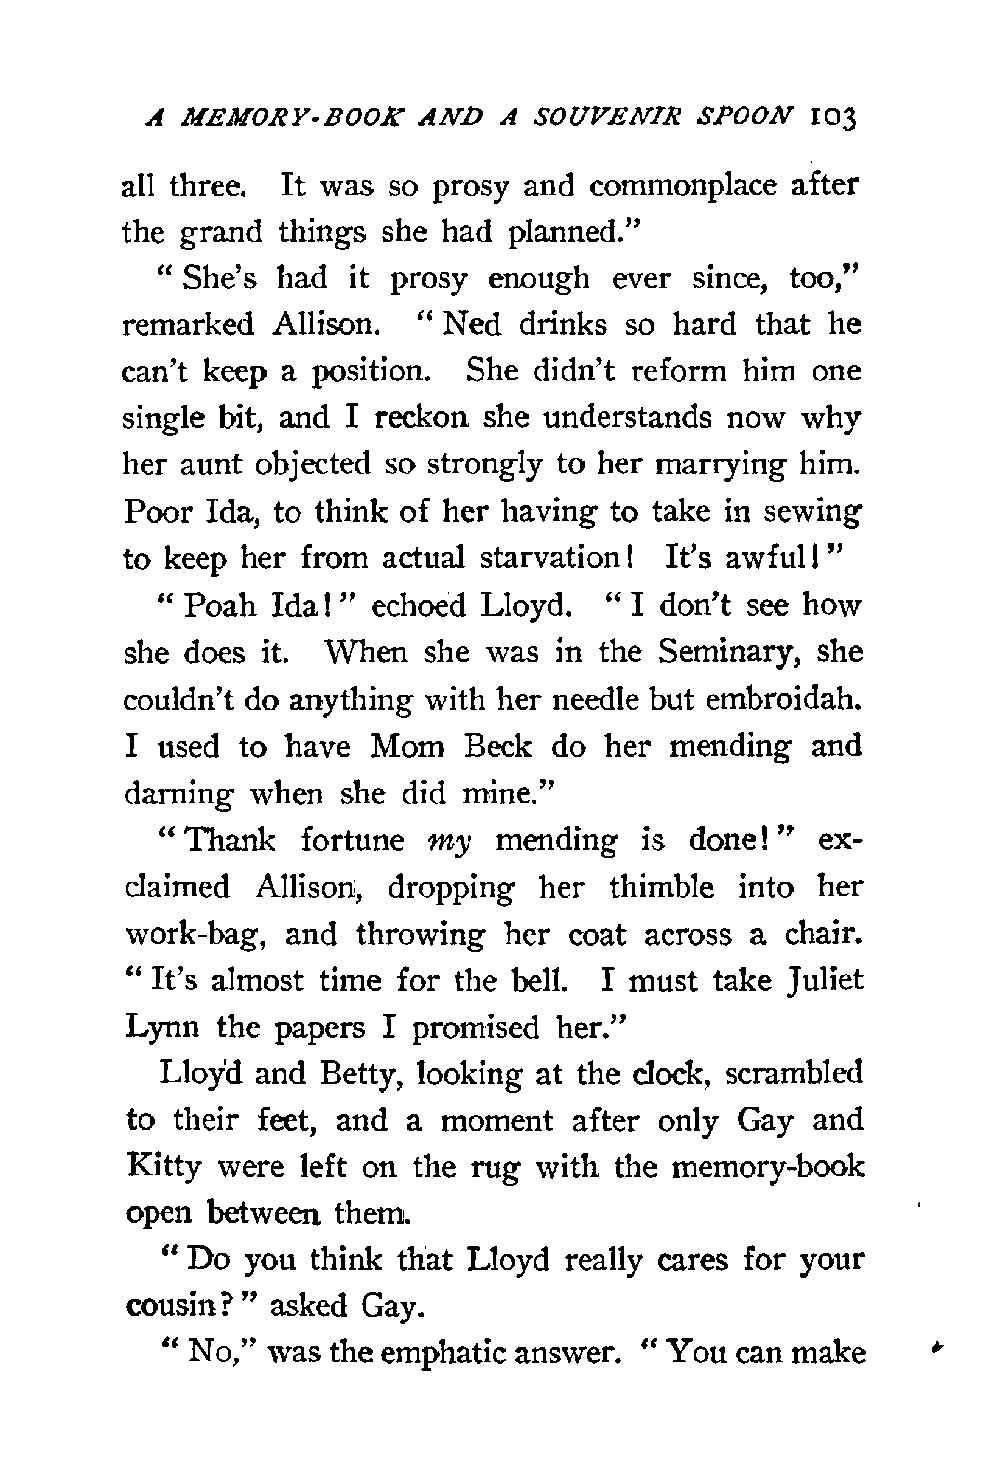 A MEMORY-BOOK AND A SOUVENIR SPOON 103
all three. It was so prosy and commonplace after
the grand things she had planned.”
“ She’s had it prosy enough ever since, too,”
remarked Allison. “ Ned drinks so hard that he
can’t keep a position. She didn’t reform him one
single bit, and I reckon she understands now why
her aunt objected so strongly to her marrying him.
Poor Ida, to think of her having to take in sewing
to keep her from actual starvation! It’s awful!”
“ Poah Ida!” echoed Lloyd. “ I don’t see how
she does it. When she was in the Seminary, she
couldn’t do anything with her needle but embroidah.
I used to have Mom Beck do her mending and
darning when she did mine.”
“ Thank fortune my mending is done!” ex-
claimed Allison, dropping her thimble into her
work-bag, and throwing her coat across a chair.
“ It’s almost time for the bell. I must take Juliet
Lynn the papers I promised her.”
Lloyd and Betty, looking at the clock, scrambled
to their feet, and a moment after only Gay and
Kitty were left on the rug with the memory-book
open between them.
“ Do you think that Lloyd really cares for your
cousin?” asked Gay.
“ No,” was the emphatic answer. “ You can make